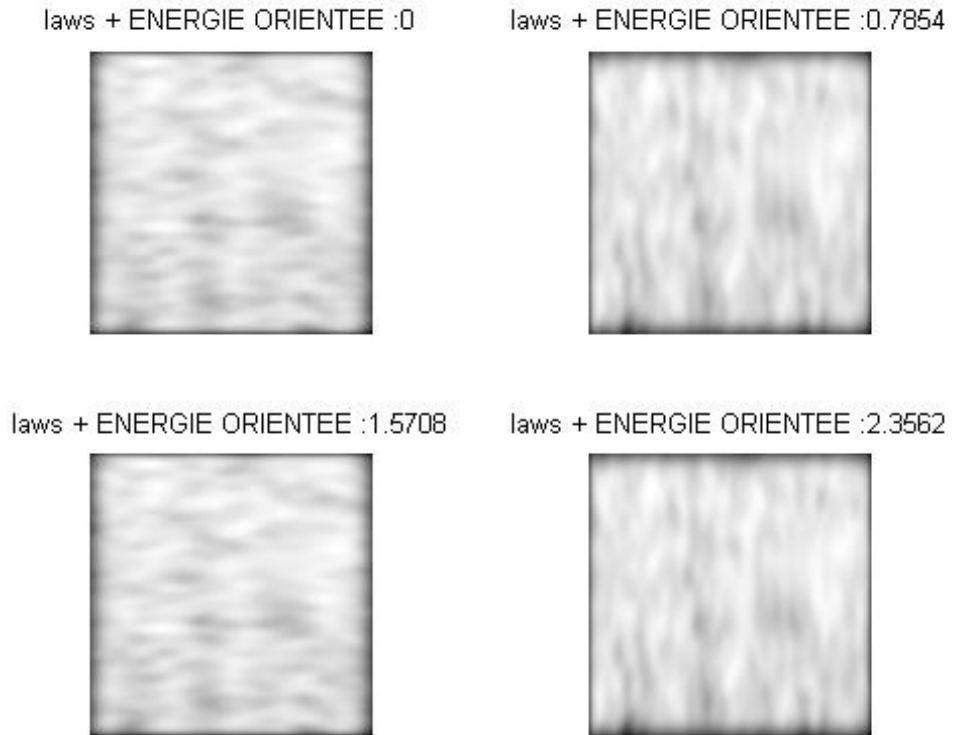 laws + ENERGIE ORIENTEE :0
laws + ENERGIE ORIENTEE :0.7854
laws + ENERGIE ORIENTEE :1.5708
laws + ENERGIE ORIENTEE :2.3562